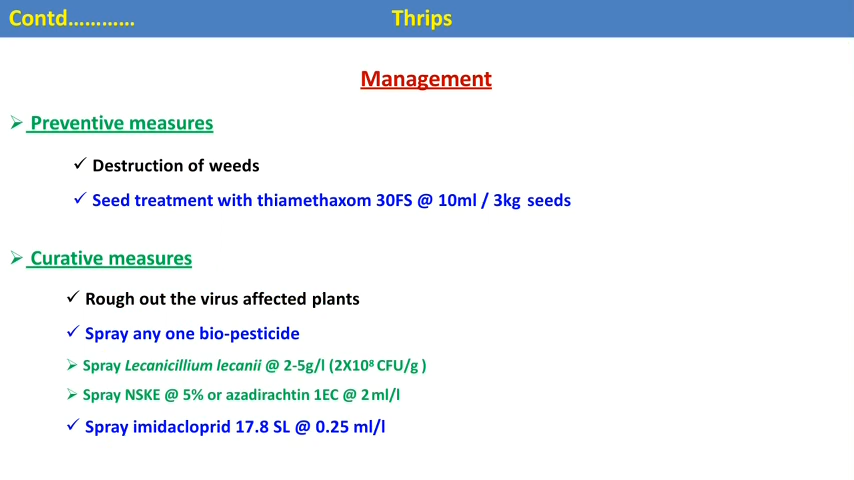 Contd………… Thrips
Management
➢ Preventive measures
✓ Destruction of weeds
✓ Seed treatment with thiamethaxom 30FS @ 10ml / 3kg seeds
➢ Curative measures
✓ Rough out the virus affected plants
✓ Spray any one bio-pesticide
➢ Spray Lecanicillium lecanii @ 2-5g/l (2X10⁸ CFU/g )
➢ Spray NSKE @ 5% or azadirachtin 1EC @ 2 ml/l
✓ Spray imidacloprid 17.8 SL @ 0.25 ml/l